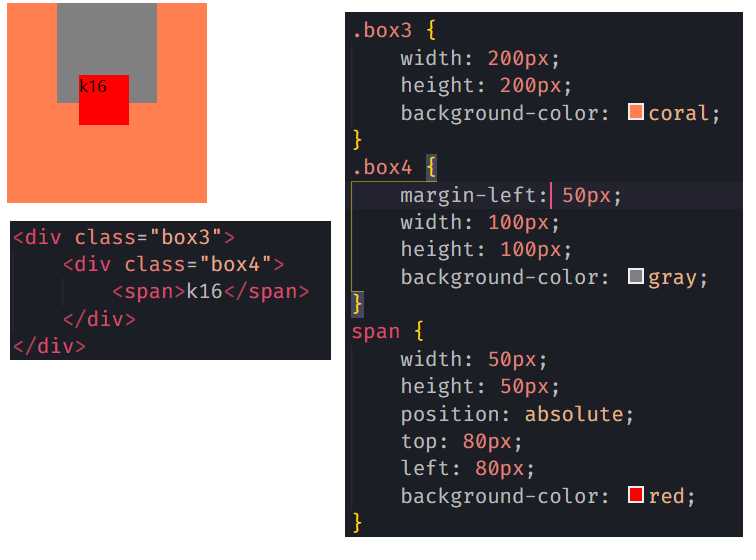 k16
<div class="box3">
    <div class="box4">
        <span>k16</span>
    </div>
</div>
.box3 {
    width: 200px;
    height: 200px;
    background-color: coral;
}
.box4 {
    margin-left: 50px;
    width: 100px;
    height: 100px;
    background-color: gray;
}
span {
    width: 50px;
    height: 50px;
    position: absolute;
    top: 80px;
    left: 80px;
    background-color: red;
}